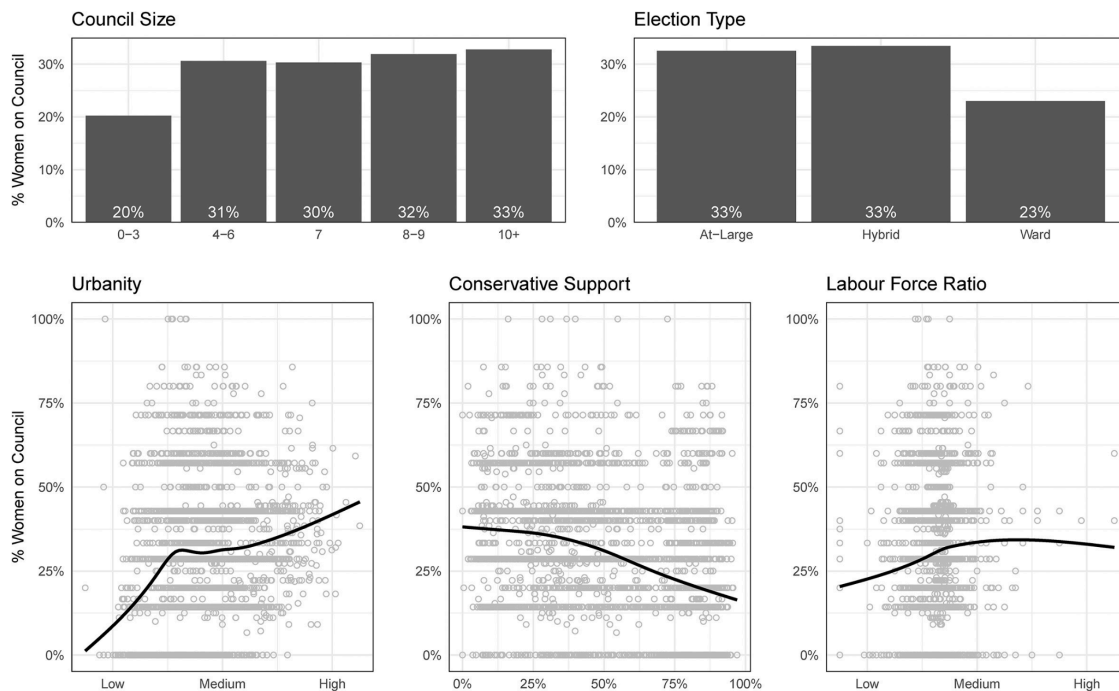 Council Size
Election Type
% Women on Council
30%
20%
10%
0%
20%
31%
30%
32%
33%
0−3
4−6
7
8−9
10+
30%
20%
10%
0%
33%
33%
23%
At−Large
Hybrid
Ward
Urbanity
Conservative Support
Labour Force Ratio
% Women on Council
100%
75%
50%
25%
0%
Low
Medium
High
100%
75%
50%
25%
0%
0%
25%
50%
75%
100%
100%
75%
50%
25%
0%
Low
Medium
High